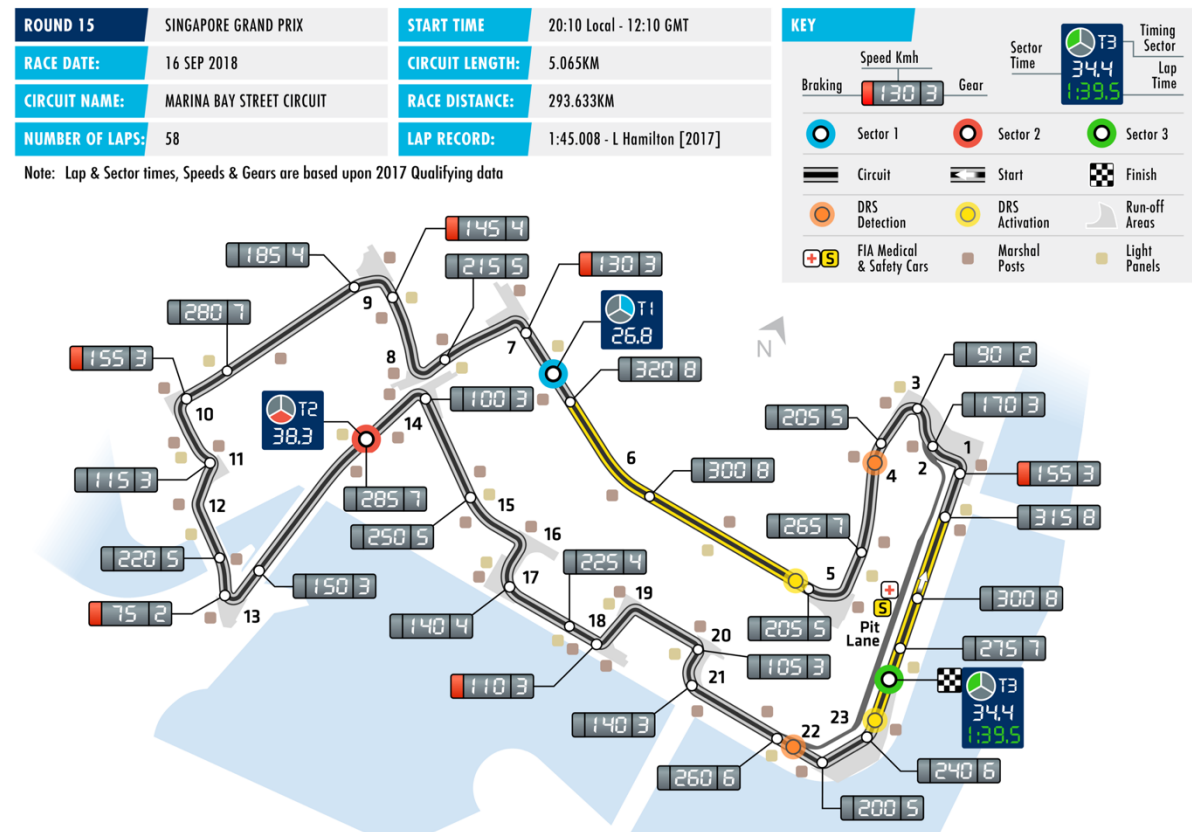 ROUND 15 SINGAPORE GRAND PRIX
RACE DATE: 16 SEP 2018
CIRCUIT NAME: MARINA BAY STREET CIRCUIT
NUMBER OF LAPS: 58
START TIME 20:10 Local - 12:10 GMT
CIRCUIT LENGTH: 5.065KM
RACE DISTANCE: 293.633KM
LAP RECORD: 1:45.008 - L Hamilton [2017]
Note: Lap & Sector times, Speeds & Gears are based upon 2017 Qualifying data
KEY
Speed Kmh
Braking 130 3 Gear
Sector Time
T3
34.4
1:39.5
Timing Sector
Lap Time
Sector 1
Sector 2
Sector 3
Circuit
Start
Finish
DRS Detection
DRS Activation
Run-off Areas
S
FIA Medical & Safety Cars
Marshal Posts
Light Panels
145 4
185 4
215 5
130 3
9
280 7
T1
26.8
7
8
N
155 3
320 8
90 2
3
10
T2
38.3
14
100 3
205 5
170 3
1
2
11
6
4
155 3
115 3
300 8
285 7
15
315 8
12
250 5
16
265 7
220 5
225 4
5
150 3
17
19
S
300 8
75 2
13
140 4
18
205 5
Pit Lane
20
275 7
105 3
110 3
21
T3
34.4
1:39.5
140 3
23
22
260 6
240 6
200 5